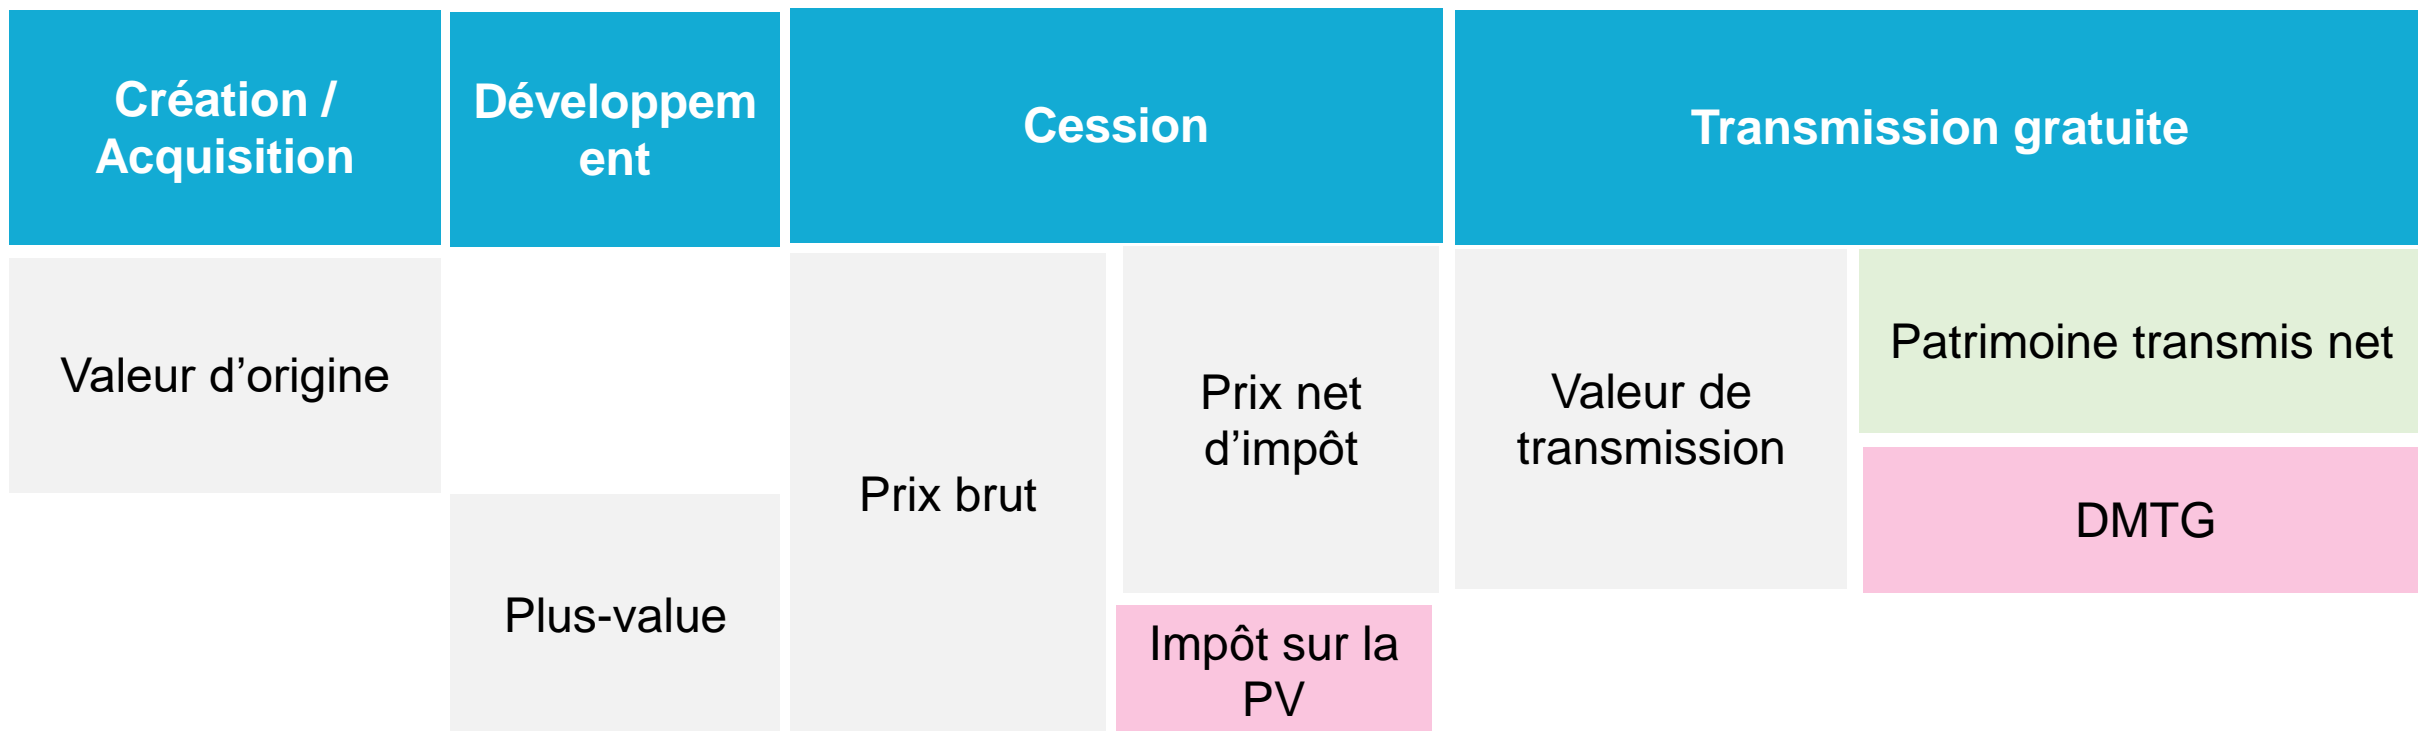 Création /
Acquisition
Développem
ent
Cession
Transmission gratuite
Valeur d’origine
Plus-value
Prix brut
Prix net
d’impôt
Impôt sur la
PV
Valeur de
transmission
Patrimoine transmis net
DMTG